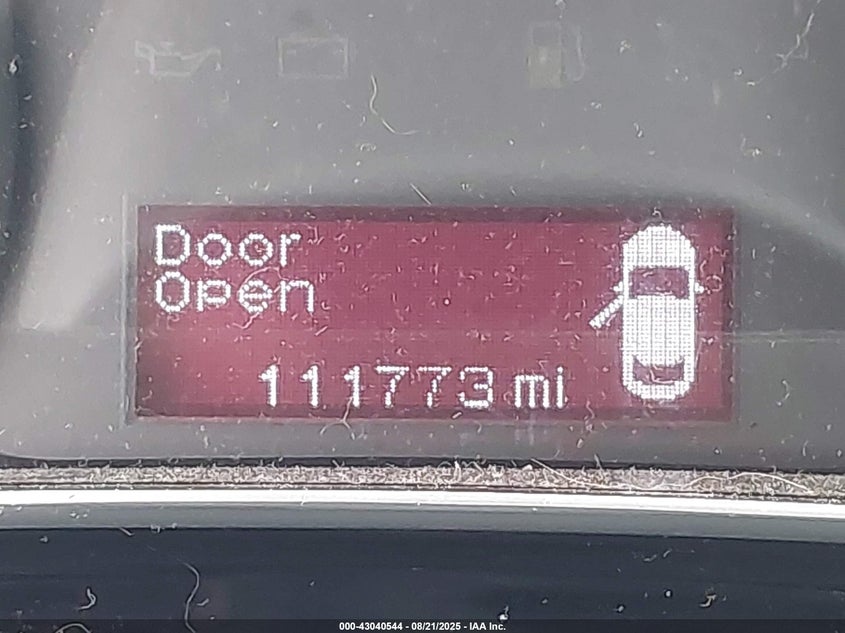 Door
Open
111773 mi
000-43040544 - 08/21/2025 - IAA Inc.